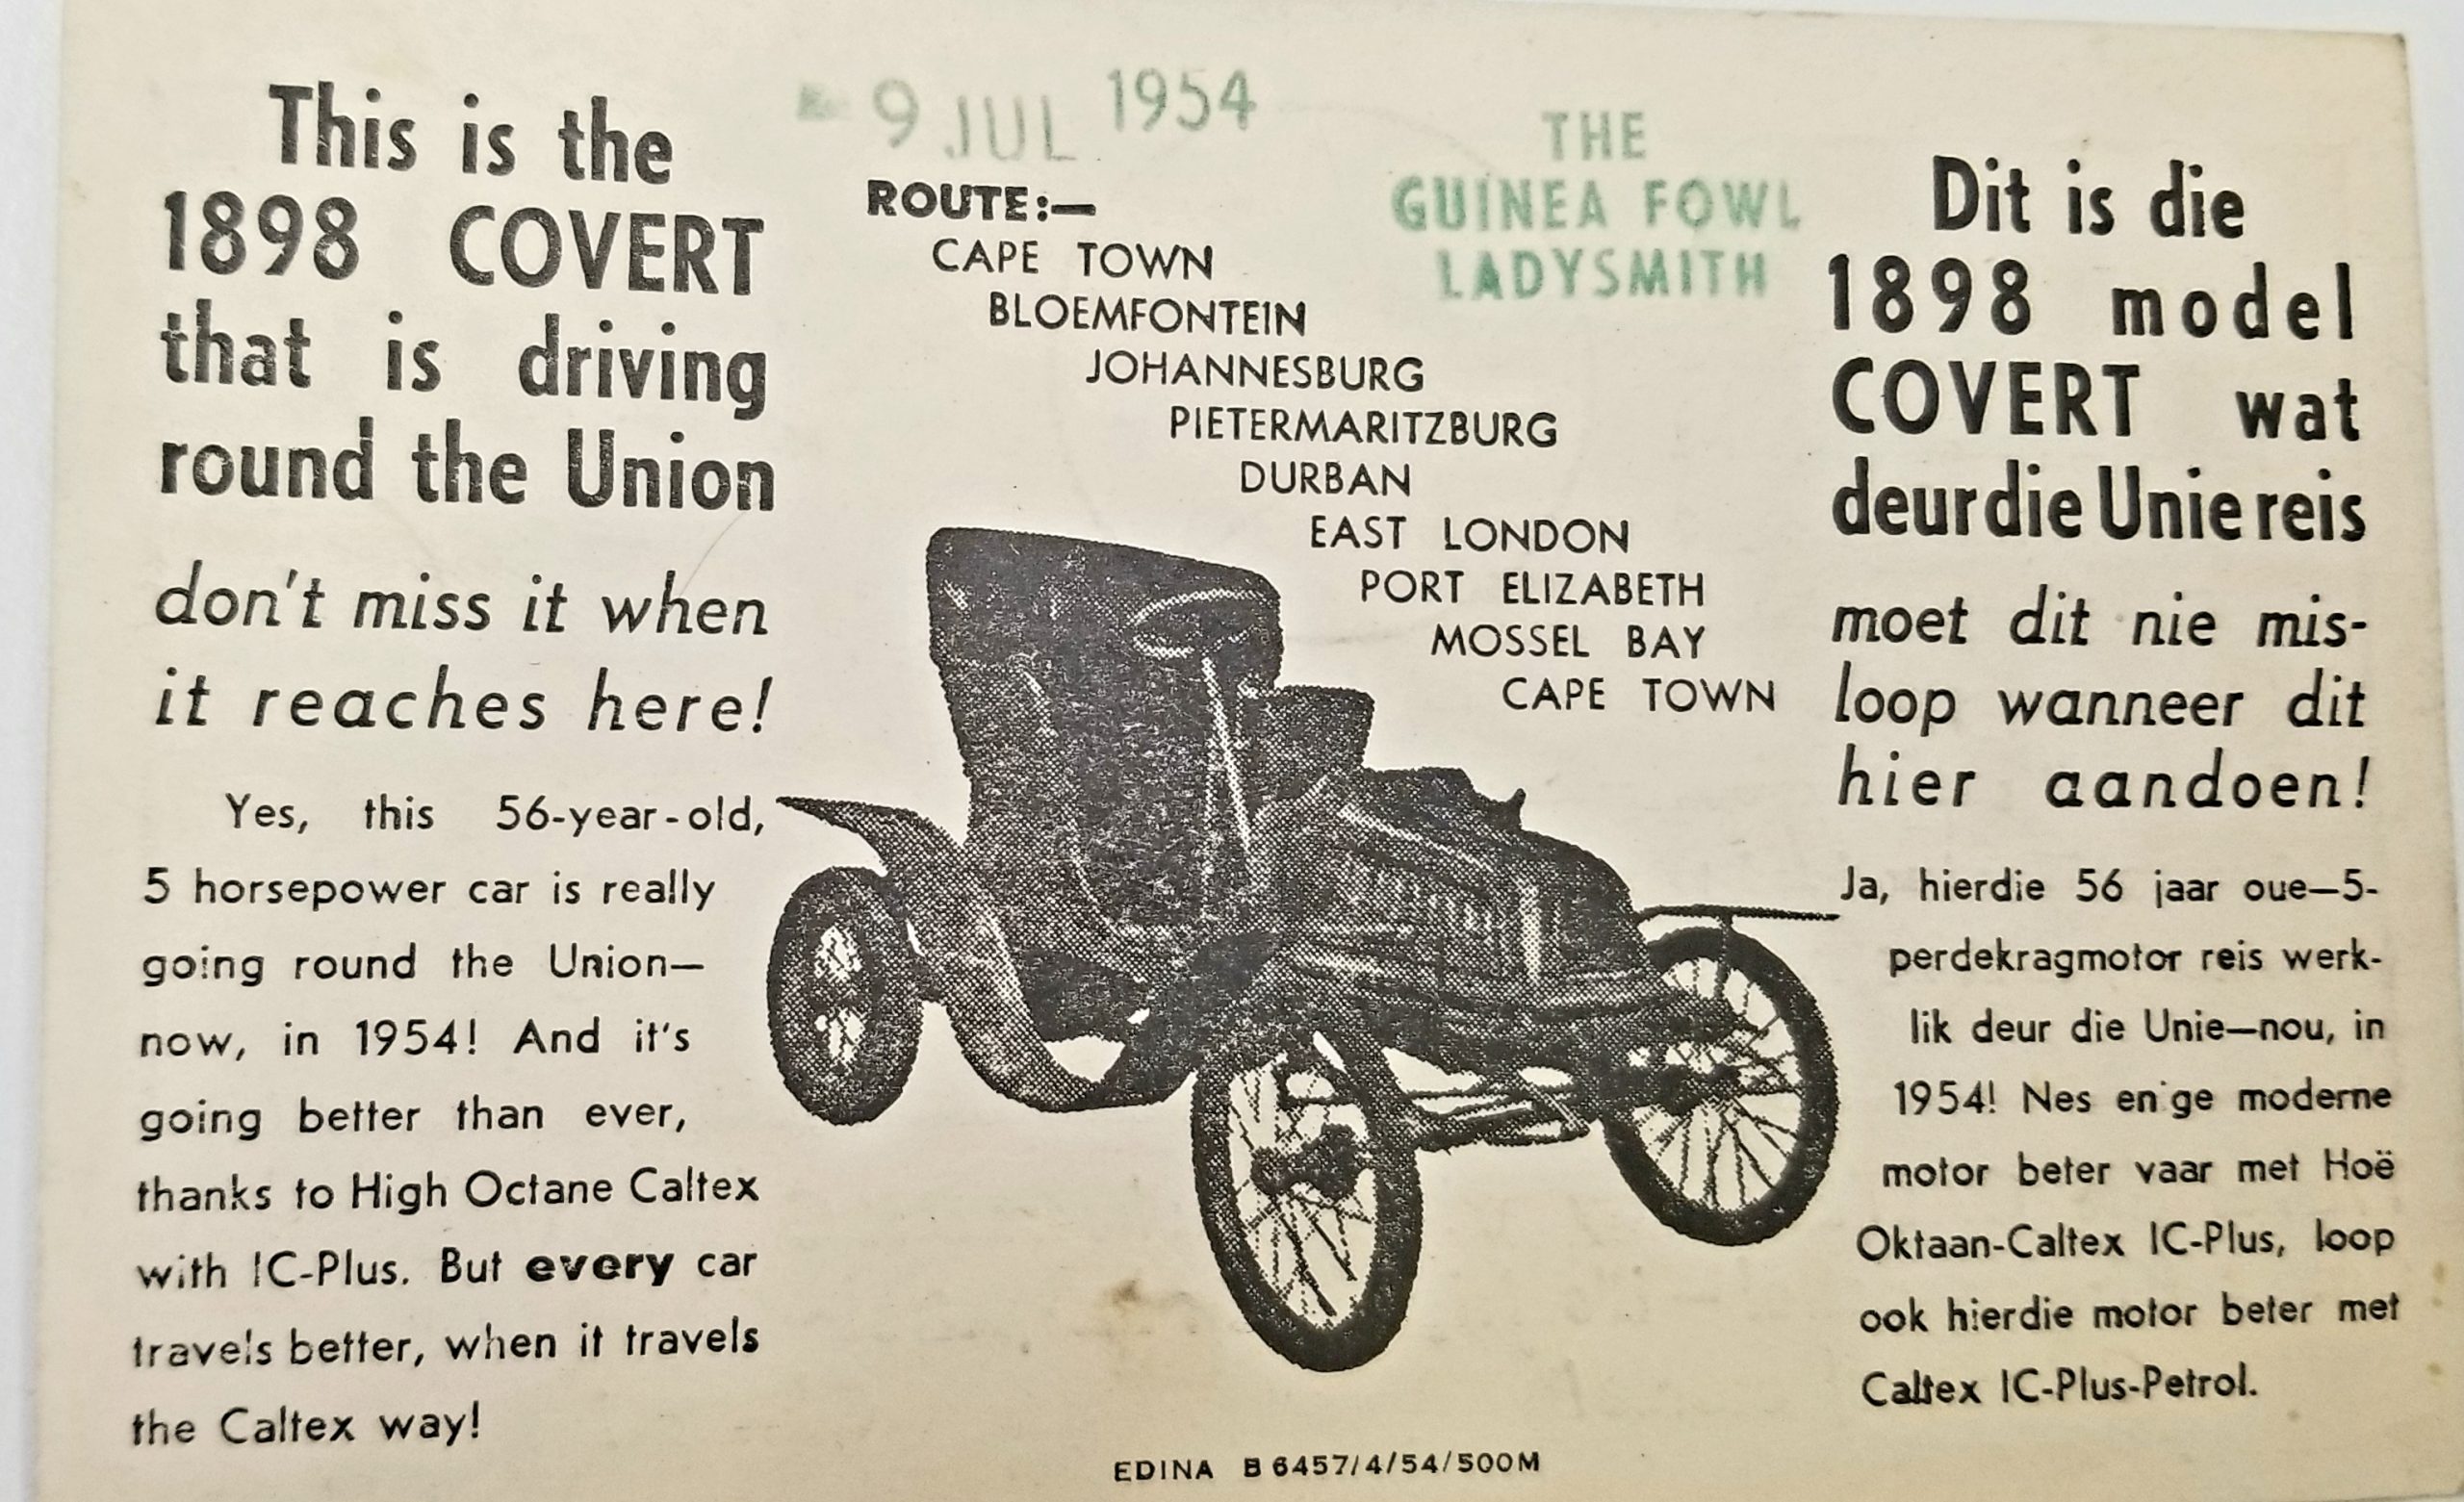 This is the
1898 COVERT
that is driving
round the Union
don't miss it when
it reaches here!
Yes, this 56-year-old,
5 horsepower car is really
going round the Union—
now, in 1954! And it's
going better than ever,
thanks to High Octane Caltex
with IC-Plus. But every car
travels better, when it travels
the Caltex way!
9 JUL 1954
ROUTE:—
CAPE TOWN
BLOEMFONTEIN
JOHANNESBURG
PIETERMARITZBURG
DURBAN
EAST LONDON
PORT ELIZABETH
MOSSEL BAY
CAPE TOWN
THE
GUINEA FOWL
LADYSMITH
Dit is die
1898 model
COVERT wat
deur die Unie reis
moet dit nie mis-
loop wanneer dit
hier aandoen!
Ja, hierdie 56 jaar oue—5-
perdekragmotor reis werk-
lik deur die Unie—nou, in
1954! Nes enige moderne
motor beter vaar met Hoë
Oktaan-Caltex IC-Plus, loop
ook hierdie motor beter met
Caltex IC-Plus-Petrol.
EDINA B 6457/4/54/500M